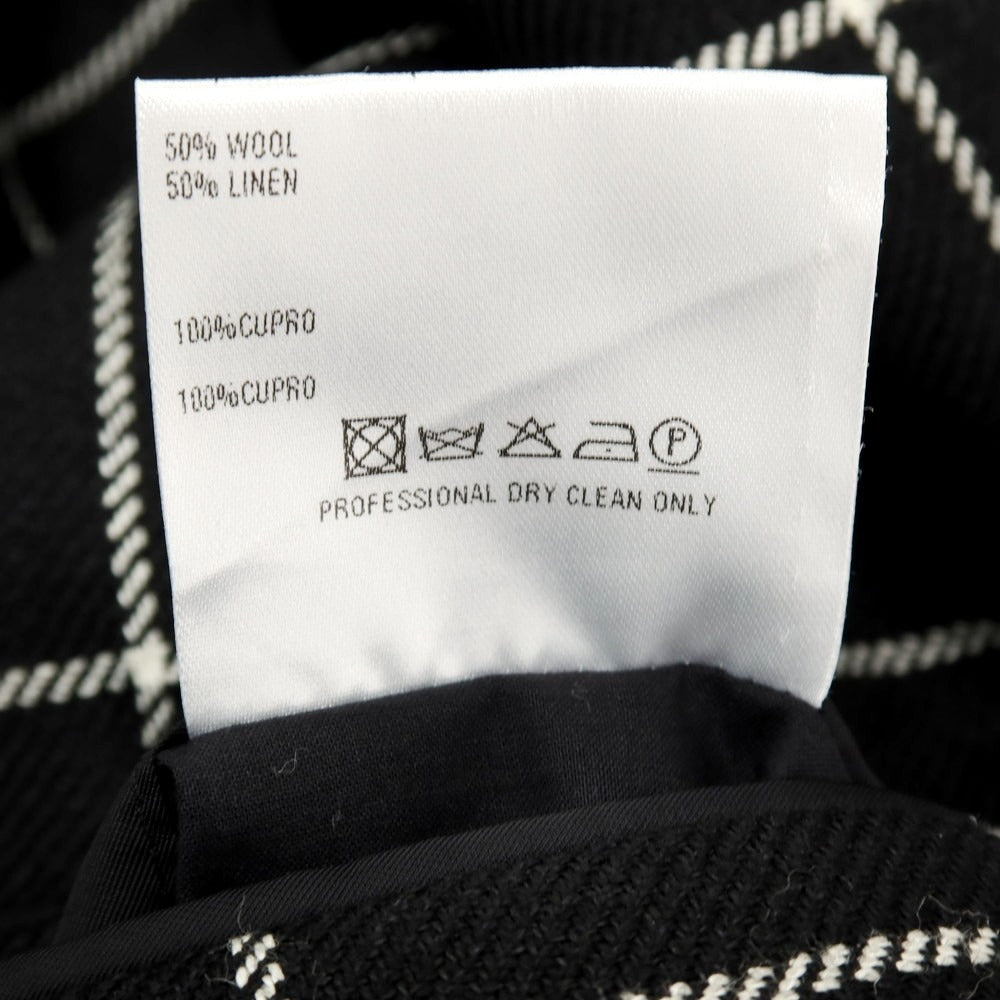 50% WOOL
50% LINEN
100%CUPRO
100%CUPRO
P
PROFESSIONAL DRY CLEAN ONLY